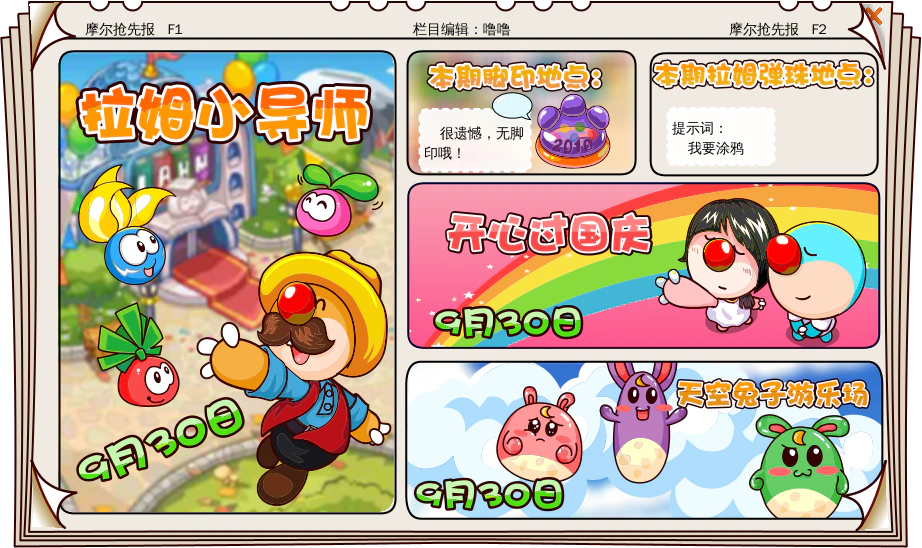 摩尔抢先报 F1
栏目编辑：噜噜
摩尔抢先报 F2
拉姆小导师
LAHM
9月30日
本期脚印地点：
很遗憾，无脚
印哦！
2010
本期拉姆弹珠地点：
提示词：
我要涂鸦
开心过国庆
9月30日
天空兔子游乐场
9月30日